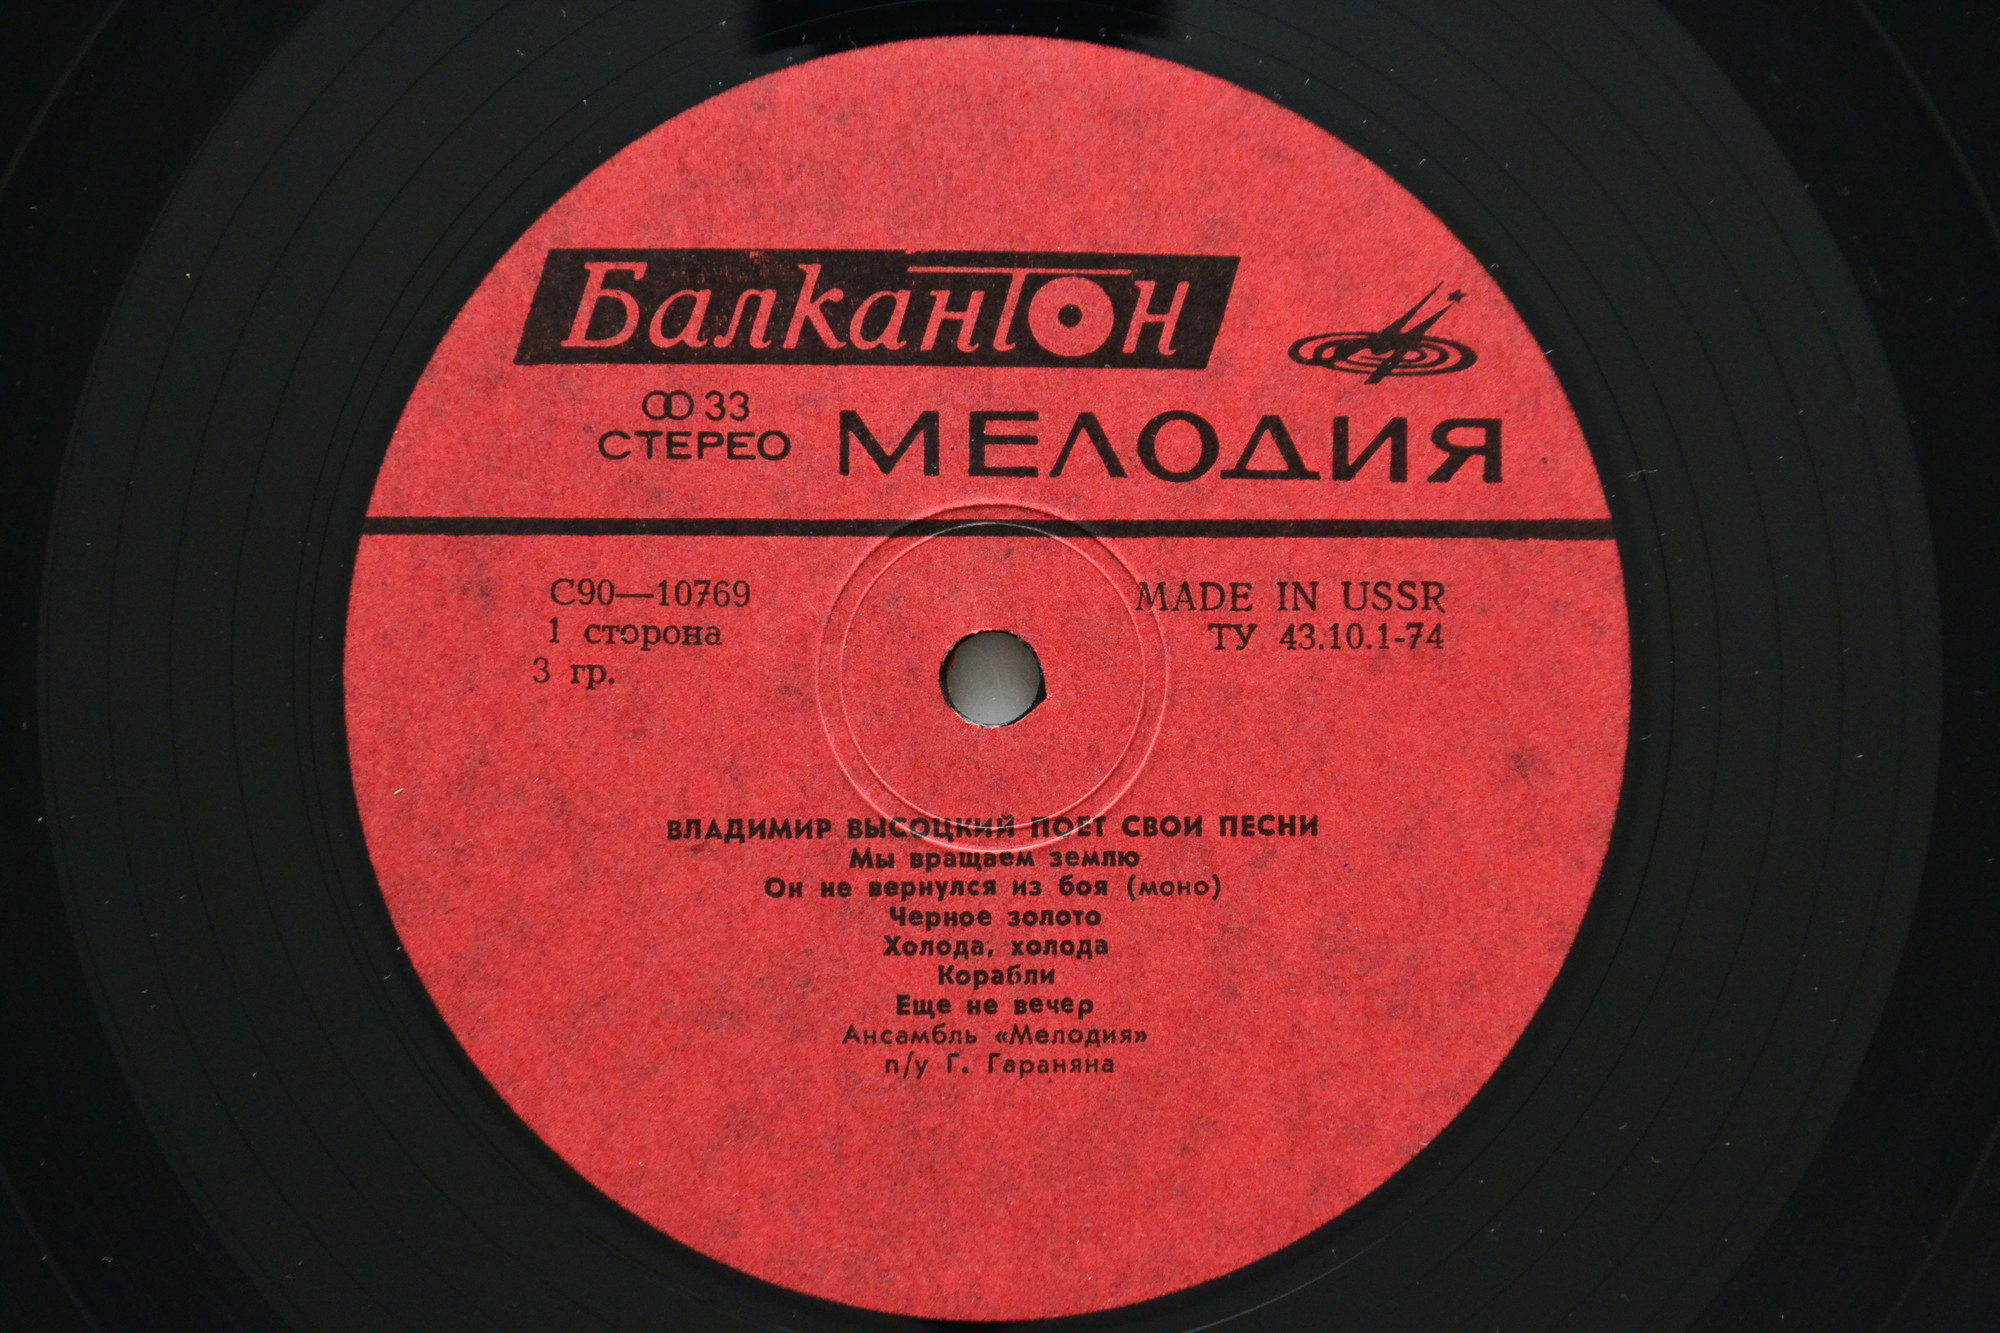 Балкантон
33
СТЕРЕО
МЕЛОДИЯ
С90—10769
1 сторона
3 гр.
MADE IN USSR
ТУ 43.10.1-74
ВЛАДИМИР ВЫСОЦКИЙ ПОЕТ СВОИ ПЕСНИ
Мы вращаем землю
Он не вернулся из боя (моно)
Черное золото
Холода, холода
Корабли
Еще не вечер
Ансамбль «Мелодия»
п/у Г. Гараняна